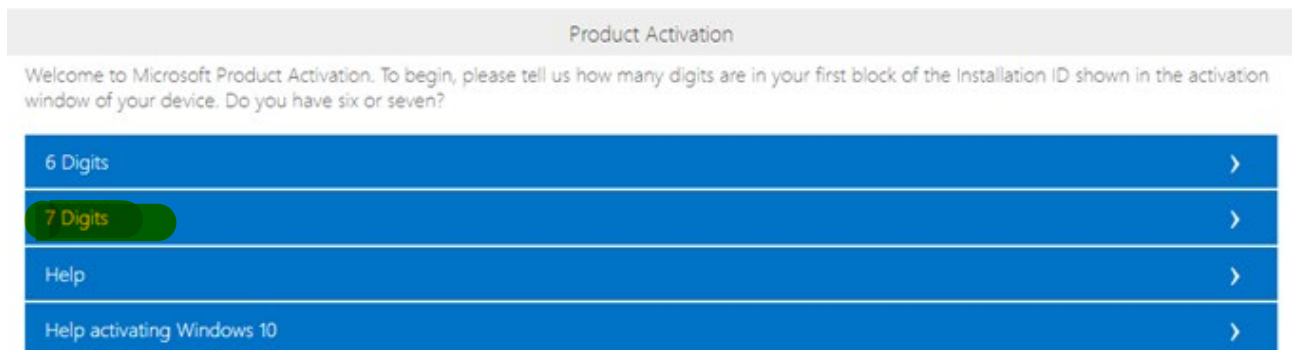 Product Activation
Welcome to Microsoft Product Activation. To begin, please tell us how many digits are in your first block of the Installation ID shown in the activation
window of your device. Do you have six or seven?
6 Digits
7 Digits
Help
Help activating Windows 10